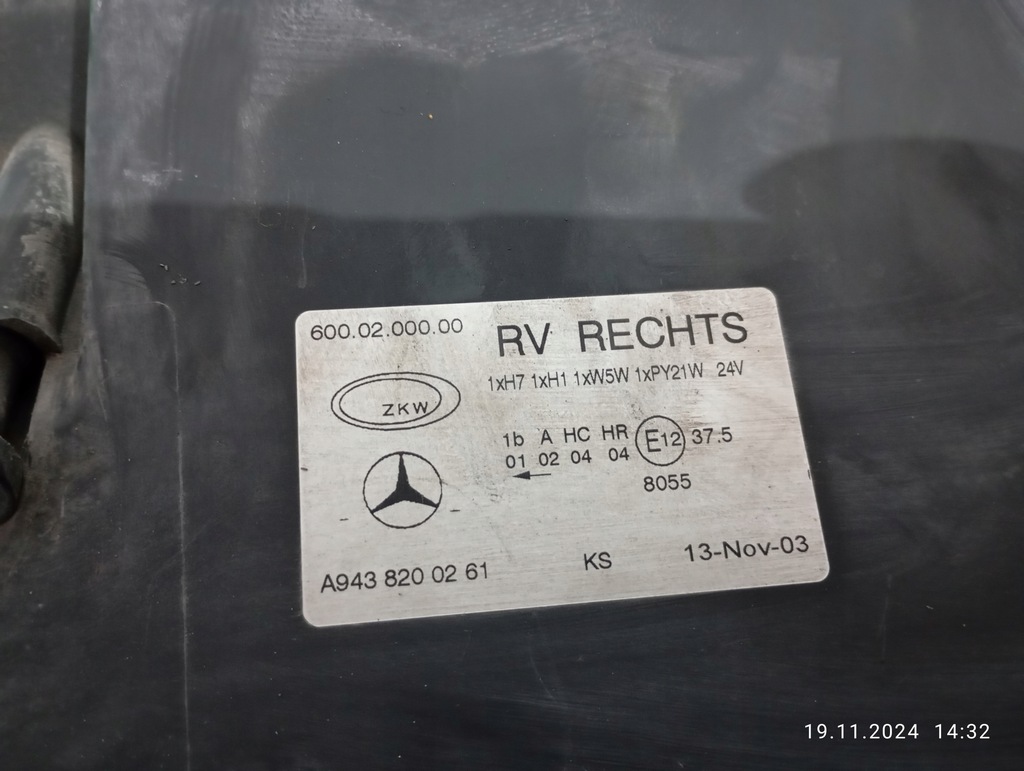 600.02.000.00
RV RECHTS
1xH7 1xH1 1xW5W 1xPY21W 24V
ZKW
1b A HC HR E12 37.5
01 02 04 04
8055
A943 820 02 61
KS
13-Nov-03
19.11.2024 14:32